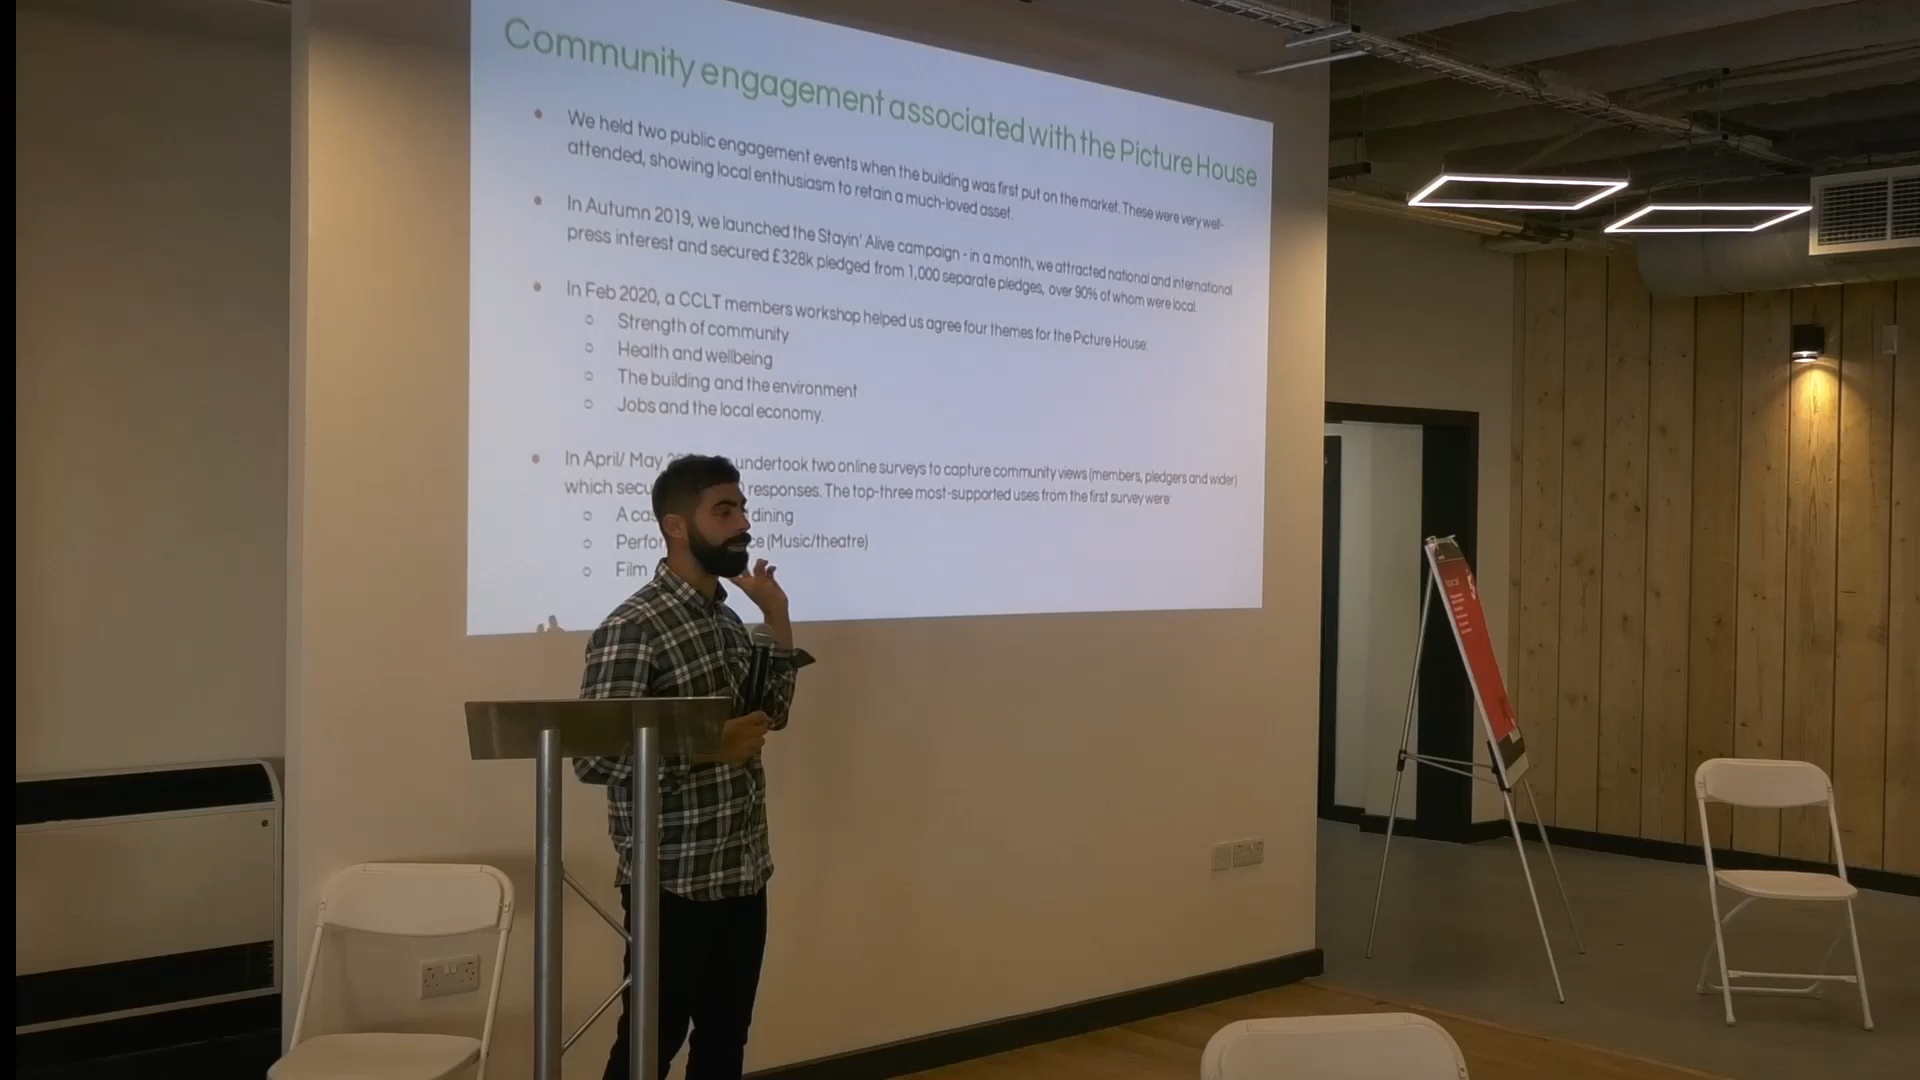 Community engagement associated with the Picture House
• We held two public engagement events when the building was first put on the market. These were very well-
attended, showing local enthusiasm to retain a much-loved asset.
• In Autumn 2019, we launched the Stayin' Alive campaign - in a month, we attracted national and international
press interest and secured £328k pledged from 1,000 separate pledges, over 90% of whom were local.
• In Feb 2020, a CCLT members workshop helped us agree four themes for the Picture House:
○ Strength of community
○ Health and wellbeing
○ The building and the environment
○ Jobs and the local economy.
• In April/ May undertook two online surveys to capture community views (members, pledgers and wider)
which responses. The top-three most-supported uses from the first survey were:
○ A dining
○ (Music/theatre)
○ Film